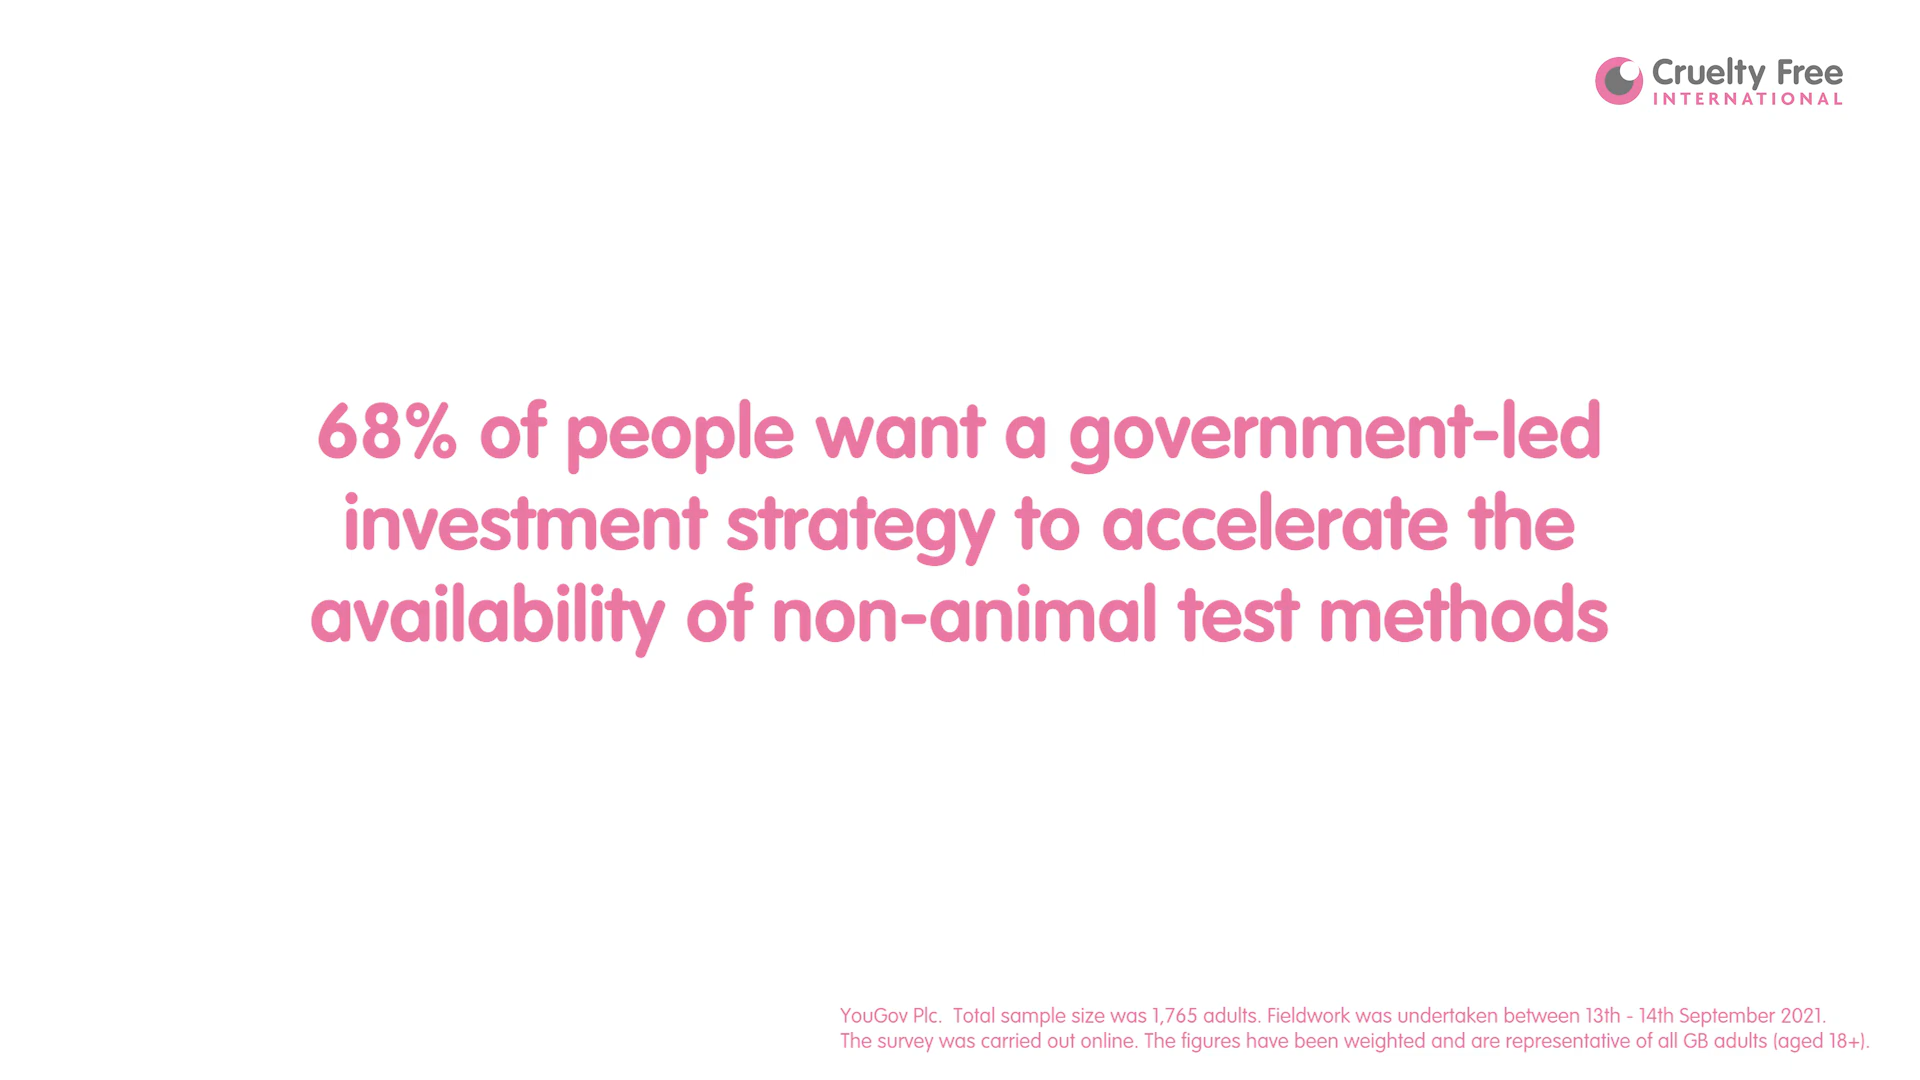 Cruelty Free
INTERNATIONAL
68% of people want a government-led
investment strategy to accelerate the
availability of non-animal test methods
YouGov Plc.  Total sample size was 1,765 adults. Fieldwork was undertaken between 13th - 14th September 2021.
The survey was carried out online. The figures have been weighted and are representative of all GB adults (aged 18+).